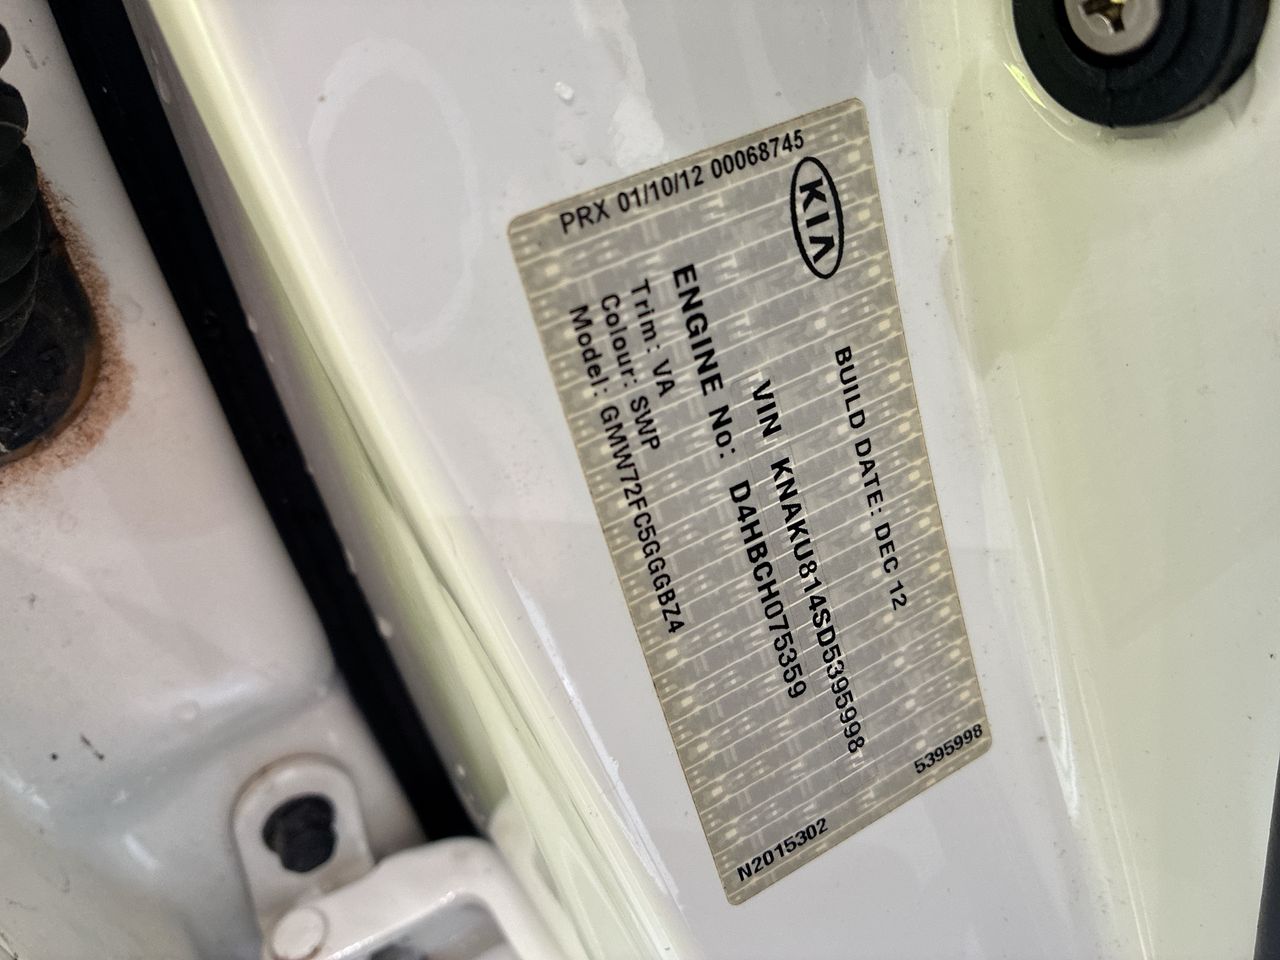 PRX 01/10/12 00068745
KIA
BUILD DATE: DEC 12
VIN KNAKU814SD5395998
ENGINE No: D4HBCH075359
Trim: VA
Colour: SWP
Model: GMW72FC5GGGBZ4
5395998
N2015302